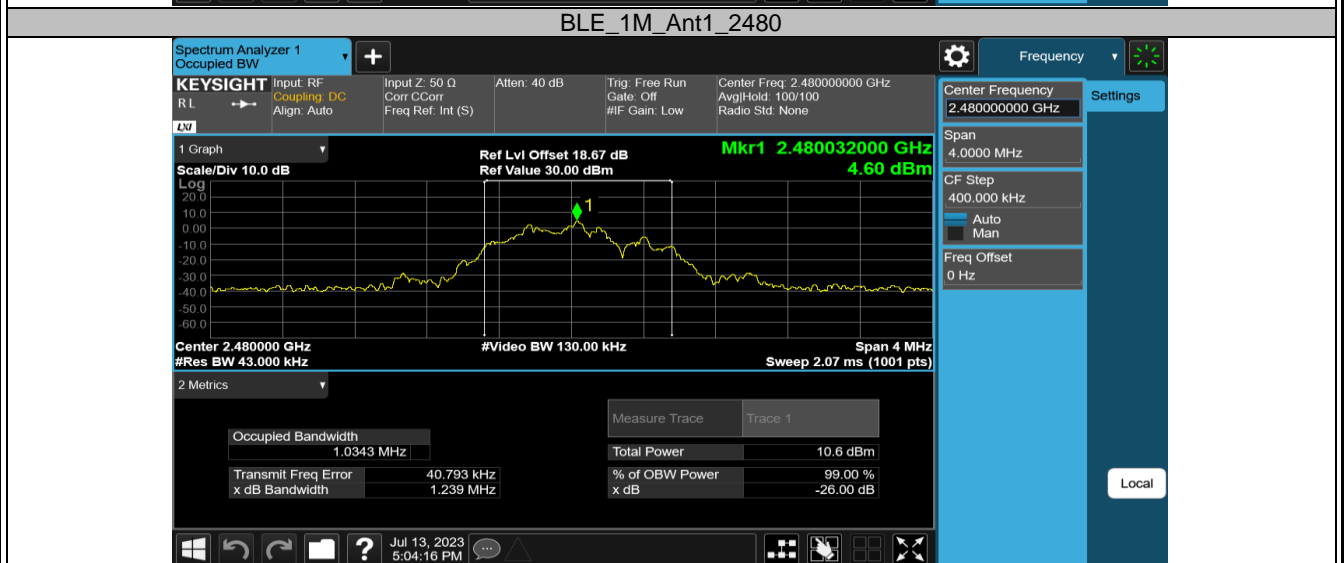 BLE_1M_Ant1_2480
Spectrum Analyzer 1
Occupied BW
+
Frequency
KEYSIGHT
R L
LXI
Input: RF
Coupling: DC
Align: Auto
Input Z: 50 Ω
Corr CCorr
Freq Ref: Int (S)
Atten: 40 dB
Trig: Free Run
Gate: Off
#IF Gain: Low
Center Freq: 2.480000000 GHz
Avg|Hold: 100/100
Radio Std: None
Center Frequency
2.480000000 GHz
Settings
Span
4.0000 MHz
CF Step
400.000 kHz
Auto
Man
Freq Offset
0 Hz
1 Graph
Scale/Div 10.0 dB
Ref Lvl Offset 18.67 dB
Ref Value 30.00 dBm
Mkr1 2.480032000 GHz
4.60 dBm
Log
20.0
10.0
0.00
-10.0
-20.0
-30.0
-40.0
-50.0
-60.0
1
Center 2.480000 GHz
#Res BW 43.000 kHz
#Video BW 130.00 kHz
Span 4 MHz
Sweep 2.07 ms (1001 pts)
2 Metrics
Measure Trace Trace 1
Occupied Bandwidth
1.0343 MHz
Total Power 10.6 dBm
Transmit Freq Error 40.793 kHz
% of OBW Power 99.00 %
x dB Bandwidth 1.239 MHz
x dB -26.00 dB
Local
?
Jul 13, 2023
5:04:16 PM